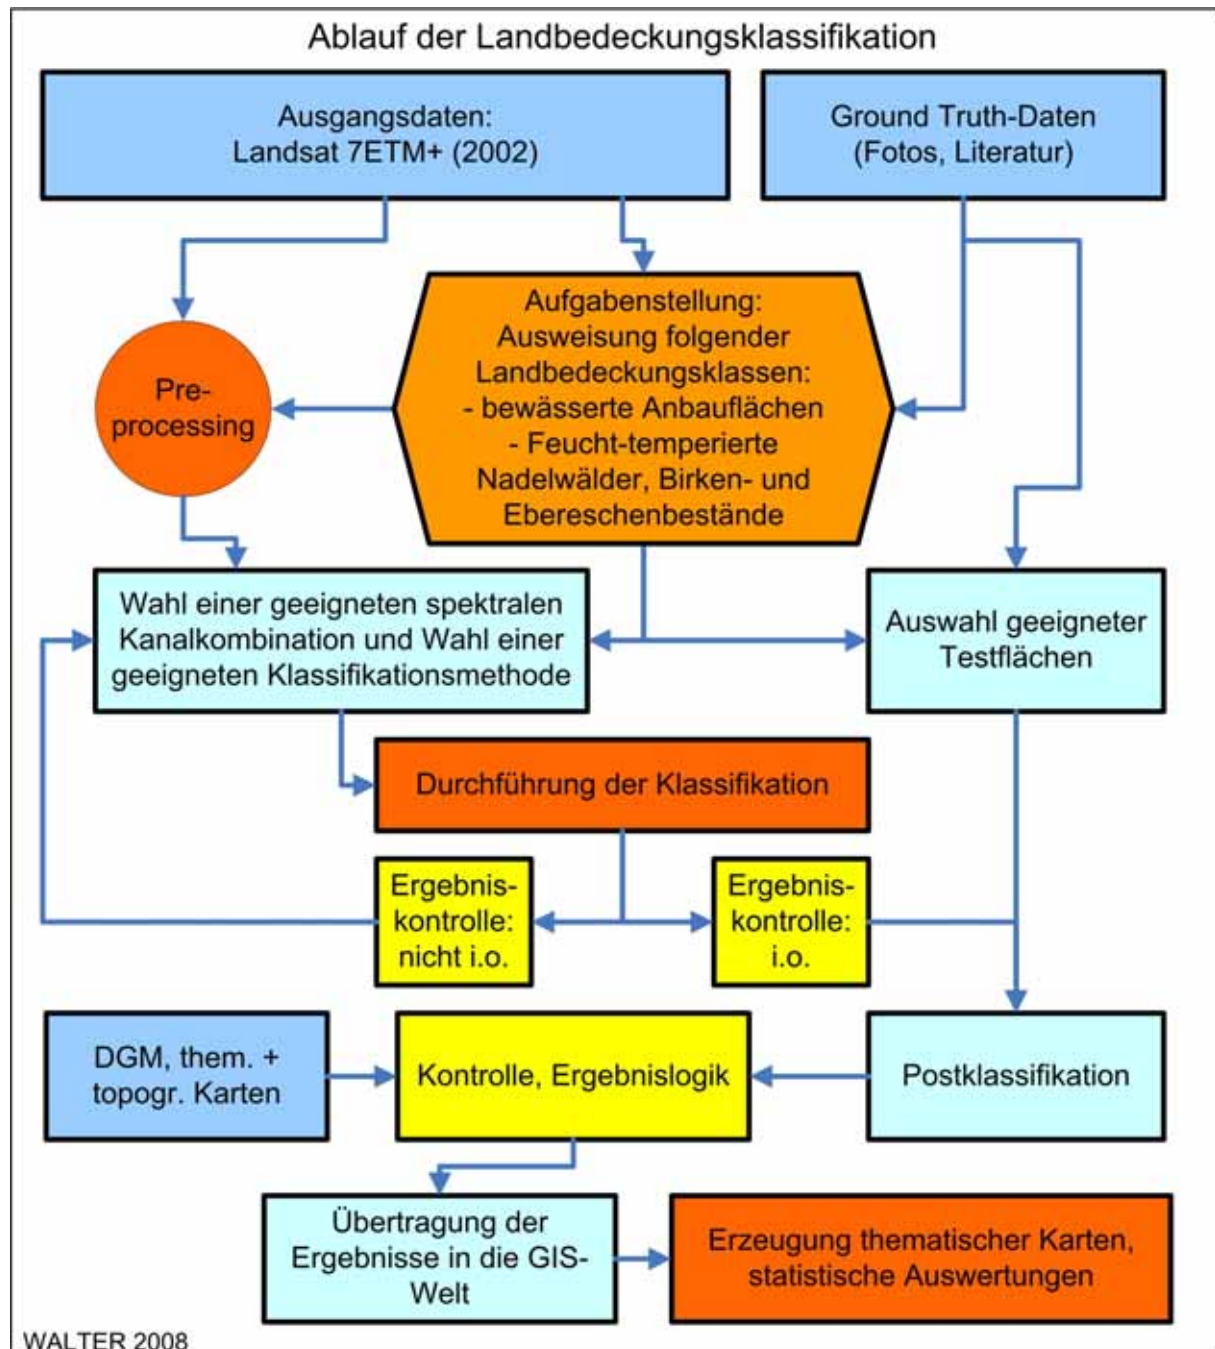 Ablauf der Landbedeckungsklassifikation
Ausgangsdaten:
Landsat 7ETM+ (2002)
Ground Truth-Daten
(Fotos, Literatur)
Aufgabenstellung:
Ausweisung folgender
Landbedeckungsklassen:
- bewässerte Anbauflächen
- Feucht-temperierte
Nadelwälder, Birken- und
Ebereschenbestände
Pre-
processing
Wahl einer geeigneten spektralen
Kanalkombination und Wahl einer
geeigneten Klassifikationsmethode
Auswahl geeigneter
Testflächen
Durchführung der Klassifikation
Ergebnis-
kontrolle:
nicht i.o.
Ergebnis-
kontrolle:
i.o.
DGM, them. +
topogr. Karten
Kontrolle, Ergebnislogik
Postklassifikation
Übertragung der
Ergebnisse in die GIS-
Welt
Erzeugung thematischer Karten,
statistische Auswertungen
WALTER 2008